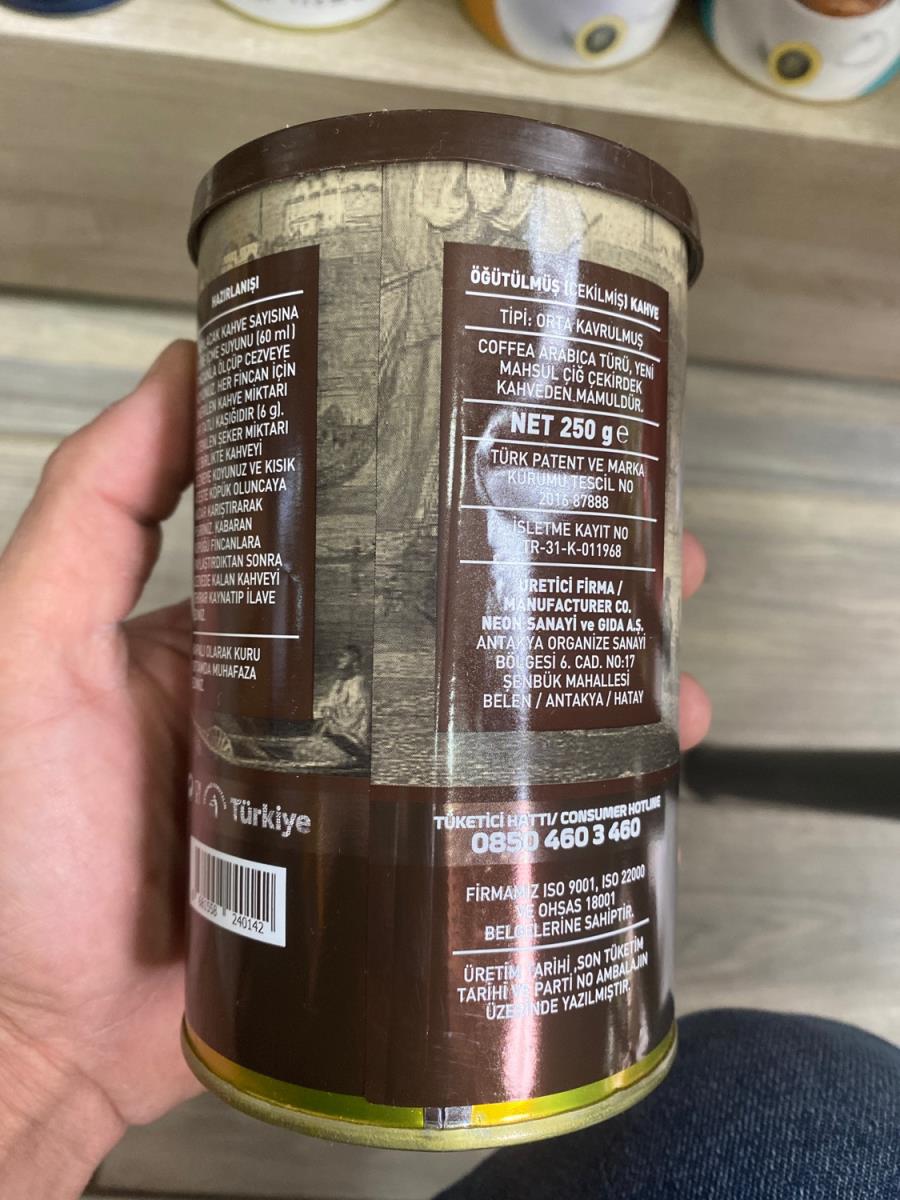 HAZIRLANIŞI
ACAK KAHVE SAYISINA
SUYUNU (60 ml)
ÖLÇÜP CEZVEYE
HER FİNCAN İÇİN
KAHVE MİKTARI
TATLI KAŞIĞIDIR (6 g).
ŞEKER MİKTARI
BİRLİKTE KAHVEYİ
KOYUNUZ VE KISIK
KÖPÜK OLUNCAYA
KARIŞTIRARAK
KABARAN
FİNCANLARA
SONRA
KALAN KAHVEYİ
KAYNATIP İLAVE
OLARAK KURU
MUHAFAZA
Türkiye
240142
ÖĞÜTÜLMÜŞ (ÇEKİLMİŞ) KAHVE
TİPİ: ORTA KAVRULMUŞ
COFFEA ARABICA TÜRÜ, YENİ
MAHSUL ÇİĞ ÇEKİRDEK
KAHVEDEN MAMULDÜR.
NET 250 g e
TÜRK PATENT VE MARKA
KURUMU TESCİL NO
2016 87888
İŞLETME KAYIT NO
TR-31-K-011968
ÜRETİCİ FİRMA /
MANUFACTURER CO.
NEON SANAYİ ve GIDA A.Ş.
ANTAKYA ORGANİZE SANAYİ
BÖLGESİ 6. CAD. NO:17
ŞENBÜK MAHALLESİ
BELEN / ANTAKYA / HATAY
TÜKETİCİ HATTI/ CONSUMER HOTLINE
0850 460 3 460
FİRMAMIZ ISO 9001, ISO 22000
VE OHSAS 18001
BELGELERİNE SAHİPTİR.
ÜRETİM TARİHİ ,SON TÜKETİM
TARİHİ VE PARTİ NO AMBALAJIN
ÜZERİNDE YAZILMIŞTIR.